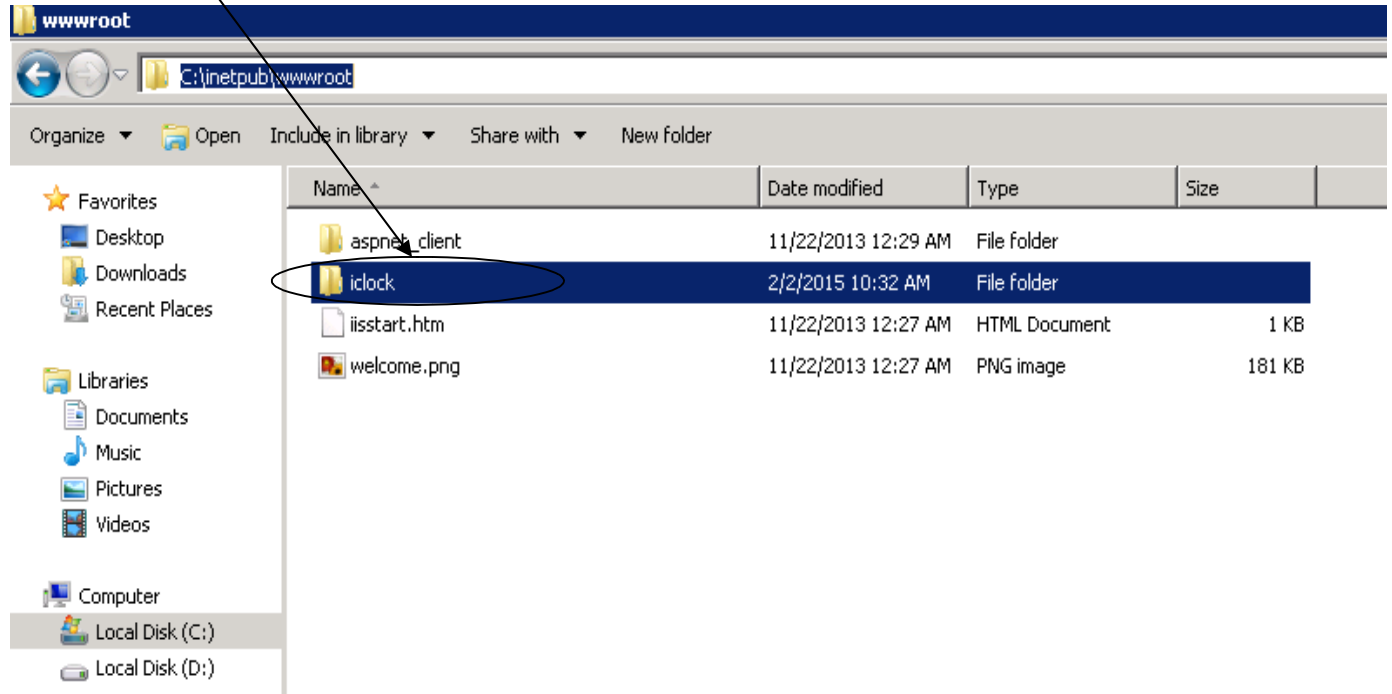 wwwroot
C:\inetpub\wwwroot
Organize Open Include in library Share with New folder
Name Date modified Type Size
Favorites
Desktop
Downloads
Recent Places
Libraries
Documents
Music
Pictures
Videos
Computer
Local Disk (C:)
Local Disk (D:)
aspnet_client 11/22/2013 12:29 AM File folder
iclock 2/2/2015 10:32 AM File folder
iisstart.htm 11/22/2013 12:27 AM HTML Document 1 KB
welcome.png 11/22/2013 12:27 AM PNG image 181 KB